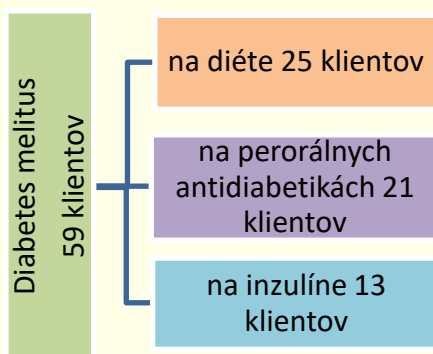 Diabetes melitus
59 klientov
na diéte 25 klientov
na perorálnych
antidiabetikách 21
klientov
na inzulíne 13
klientov